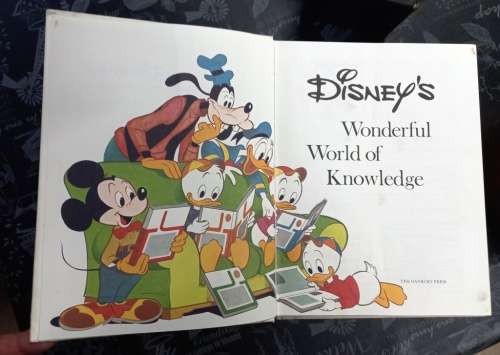 Disney's
Wonderful
World of
Knowledge
THE DANBURY PRESS